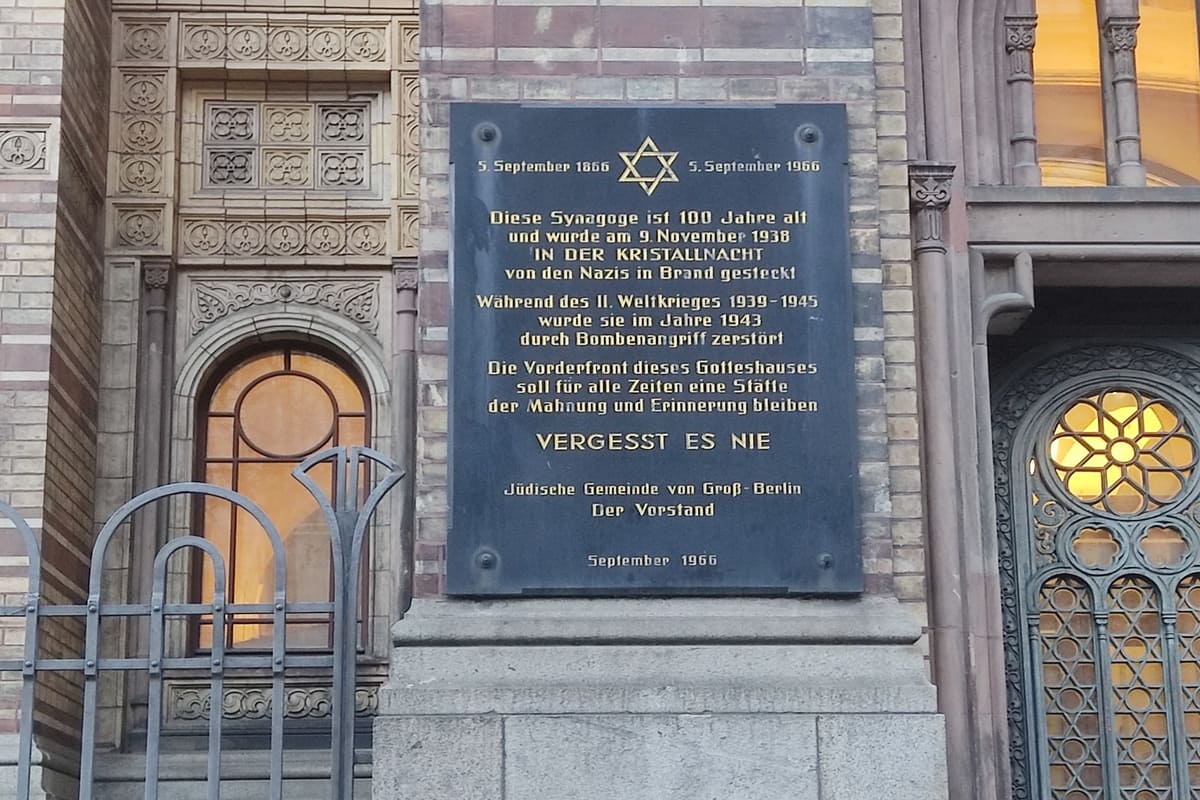 5. September 1866 5. September 1966
Diese Synagoge ist 100 Jahre alt
und wurde am 9. November 1938
IN DER KRISTALLNACHT
von den Nazis in Brand gesteckt
Während des II. Weltkrieges 1939-1945
wurde sie im Jahre 1943
durch Bombenangriff zerstört
Die Vorderfront dieses Gotteshauses
soll für alle Zeiten eine Stätte
der Mahnung und Erinnerung bleiben
VERGESST ES NIE
Jüdische Gemeinde von Groß-Berlin
Der Vorstand
September 1966